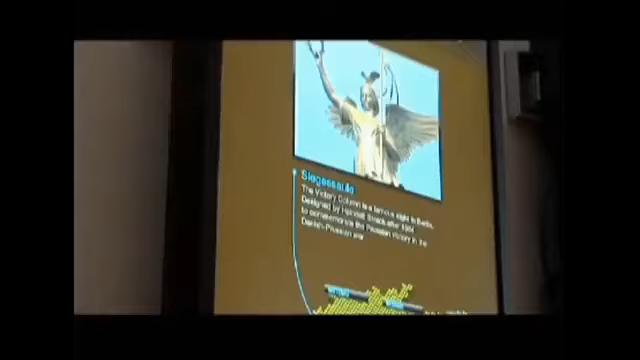 Siegessäule
The Victory Column is a famous sight in Berlin.
Designed by Heinrich Strack after 1864
to commemorate the Prussian victory in the
Danish-Prussian war